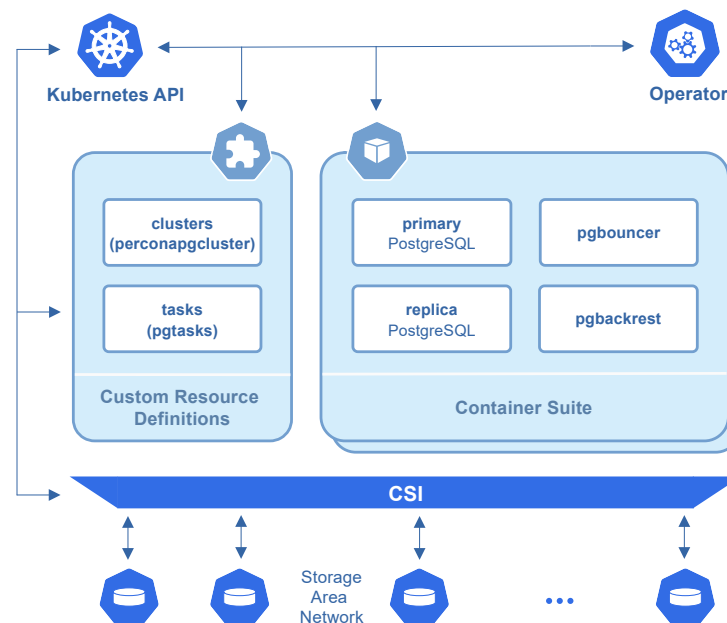 Kubernetes API
Operator
clusters
(perconapgcluster)
tasks
(pgtasks)
Custom Resource
Definitions
primary
PostgreSQL
pgbouncer
replica
PostgreSQL
pgbackrest
Container Suite
CSI
Storage
Area
Network
...